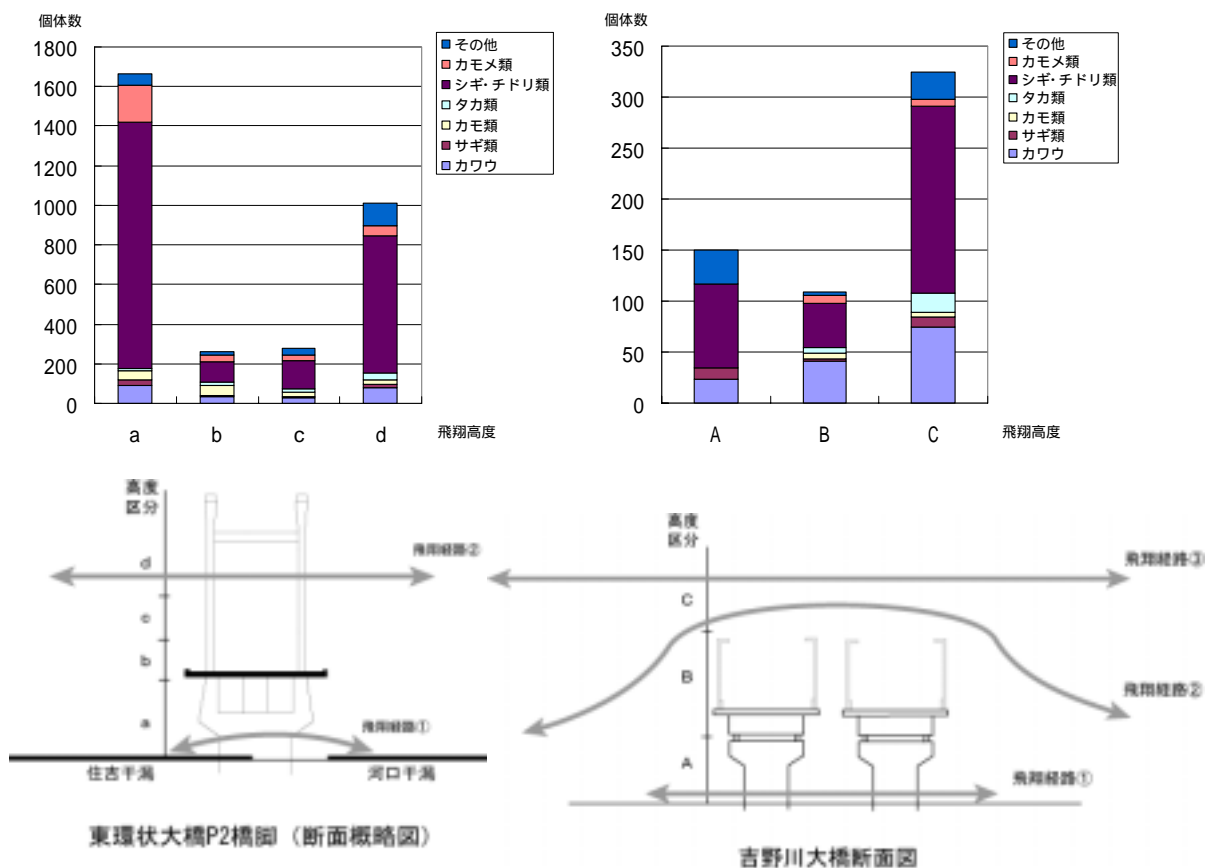 個体数
1800
1600
1400
1200
1000
800
600
400
200
0
a
b
c
d
飛翔高度
その他
カモメ類
シギ・チドリ類
タカ類
カモ類
サギ類
カワウ
個体数
350
300
250
200
150
100
50
0
A
B
C
飛翔高度
その他
カモメ類
シギ・チドリ類
タカ類
カモ類
サギ類
カワウ
高度
区分
d
c
b
a
飛翔経路②
飛翔経路①
住吉干潟
河口干潟
東環状大橋P2橋脚（断面概略図）
高度
区分
C
B
A
飛翔経路③
飛翔経路②
飛翔経路①
吉野川大橋断面図